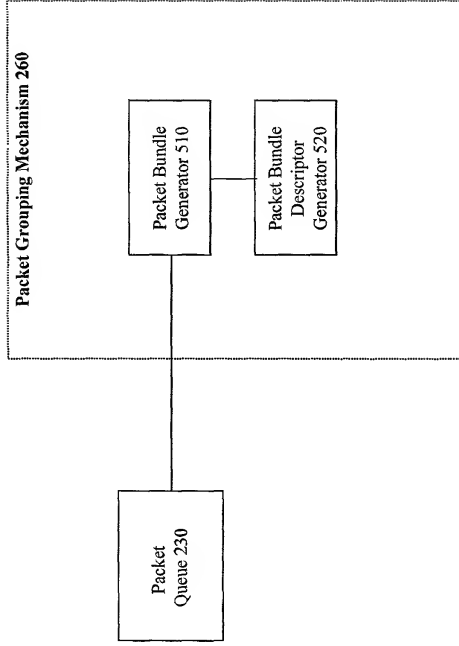 Packet Grouping Mechanism 260
Packet
Queue 230
Packet Bundle
Generator 510
Packet Bundle
Descriptor
Generator 520